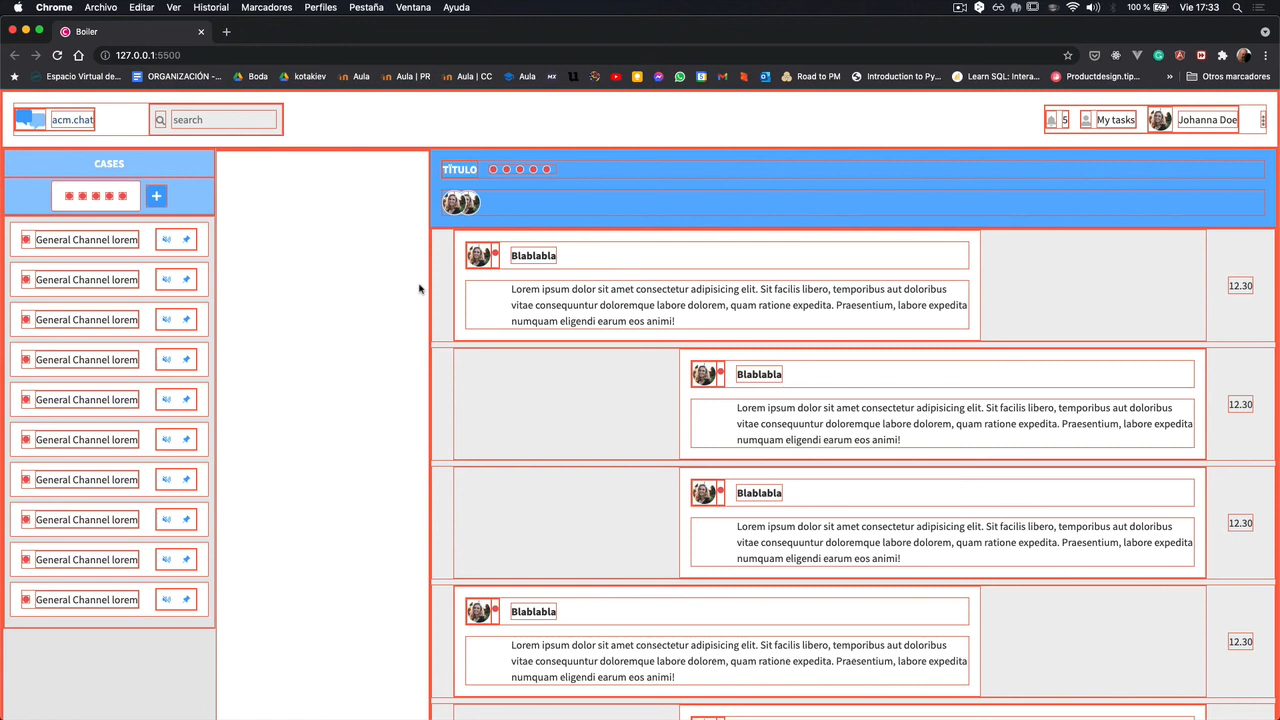 Chrome Archivo Editar Ver Historial Marcadores Perfiles Pestaña Ventana Ayuda 100 % Vie 17:33
Boiler
127.0.0.1:5500
Espacio Virtual de... ORGANIZACIÓN -... Boda kotakiev Aula Aula | PR Aula | CC Aula Road to PM Introduction to Py... Learn SQL: Intera... Productdesign.tip... » Otros marcadores
acm.chat search 5 My tasks Johanna Doe
CASES
+
General Channel lorem
General Channel lorem
General Channel lorem
General Channel lorem
General Channel lorem
General Channel lorem
General Channel lorem
General Channel lorem
General Channel lorem
General Channel lorem
TÍTULO
Blablabla
Lorem ipsum dolor sit amet consectetur adipisicing elit. Sit facilis libero, temporibus aut doloribus
vitae consequuntur doloremque labore dolorem, quam ratione expedita. Praesentium, labore expedita
numquam eligendi earum eos animi!
12.30
Blablabla
Lorem ipsum dolor sit amet consectetur adipisicing elit. Sit facilis libero, temporibus aut doloribus
vitae consequuntur doloremque labore dolorem, quam ratione expedita. Praesentium, labore expedita
numquam eligendi earum eos animi!
12.30
Blablabla
Lorem ipsum dolor sit amet consectetur adipisicing elit. Sit facilis libero, temporibus aut doloribus
vitae consequuntur doloremque labore dolorem, quam ratione expedita. Praesentium, labore expedita
numquam eligendi earum eos animi!
12.30
Blablabla
Lorem ipsum dolor sit amet consectetur adipisicing elit. Sit facilis libero, temporibus aut doloribus
vitae consequuntur doloremque labore dolorem, quam ratione expedita. Praesentium, labore expedita
numquam eligendi earum eos animi!
12.30